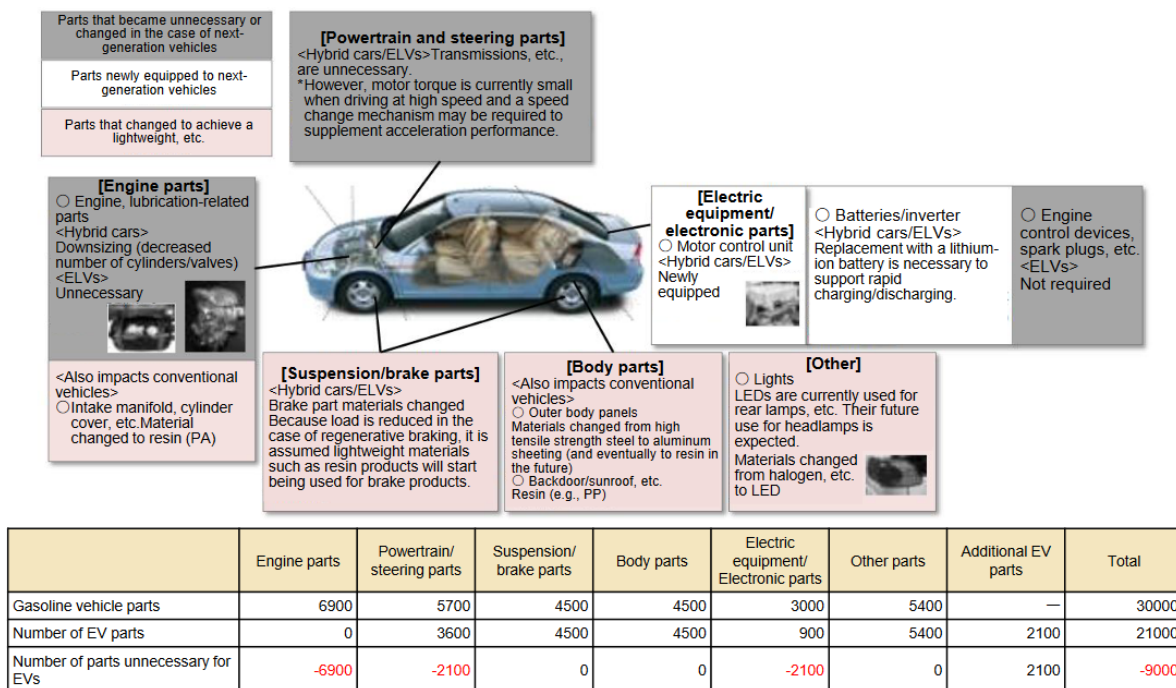 Parts that became unnecessary or
changed in the case of next-
generation vehicles
Parts newly equipped to next-
generation vehicles
Parts that changed to achieve a
lightweight, etc.
[Powertrain and steering parts]
<Hybrid cars/ELVs>Transmissions, etc.,
are unnecessary.
*However, motor torque is currently small
when driving at high speed and a speed
change mechanism may be required to
supplement acceleration performance.
[Engine parts]
○ Engine, lubrication-related
parts
<Hybrid cars>
Downsizing (decreased
number of cylinders/valves)
<ELVs>
Unnecessary
<Also impacts conventional
vehicles>
○Intake manifold, cylinder
cover, etc.Material
changed to resin (PA)
[Electric
equipment/
electronic parts]
○ Motor control unit
<Hybrid cars/ELVs>
Newly
equipped
○ Batteries/inverter
<Hybrid cars/ELVs>
Replacement with a lithium-
ion battery is necessary to
support rapid
charging/discharging.
○ Engine
control devices,
spark plugs, etc.
<ELVs>
Not required
[Suspension/brake parts]
<Hybrid cars/ELVs>
Brake part materials changed
Because load is reduced in the
case of regenerative braking, it is
assumed lightweight materials
such as resin products will start
being used for brake products.
[Body parts]
<Also impacts conventional
vehicles>
○ Outer body panels
Materials changed from high
tensile strength steel to aluminum
sheeting (and eventually to resin in
the future)
○ Backdoor/sunroof, etc.
Resin (e.g., PP)
[Other]
○ Lights
LEDs are currently used for
rear lamps, etc. Their future
use for headlamps is
expected.
Materials changed
from halogen, etc.
to LED
Engine parts Powertrain/ steering parts Suspension/ brake parts Body parts Electric equipment/ Electronic parts Other parts Additional EV parts Total
Gasoline vehicle parts 6900 5700 4500 4500 3000 5400 — 30000
Number of EV parts 0 3600 4500 4500 900 5400 2100 21000
Number of parts unnecessary for EVs -6900 -2100 0 0 -2100 0 2100 -9000